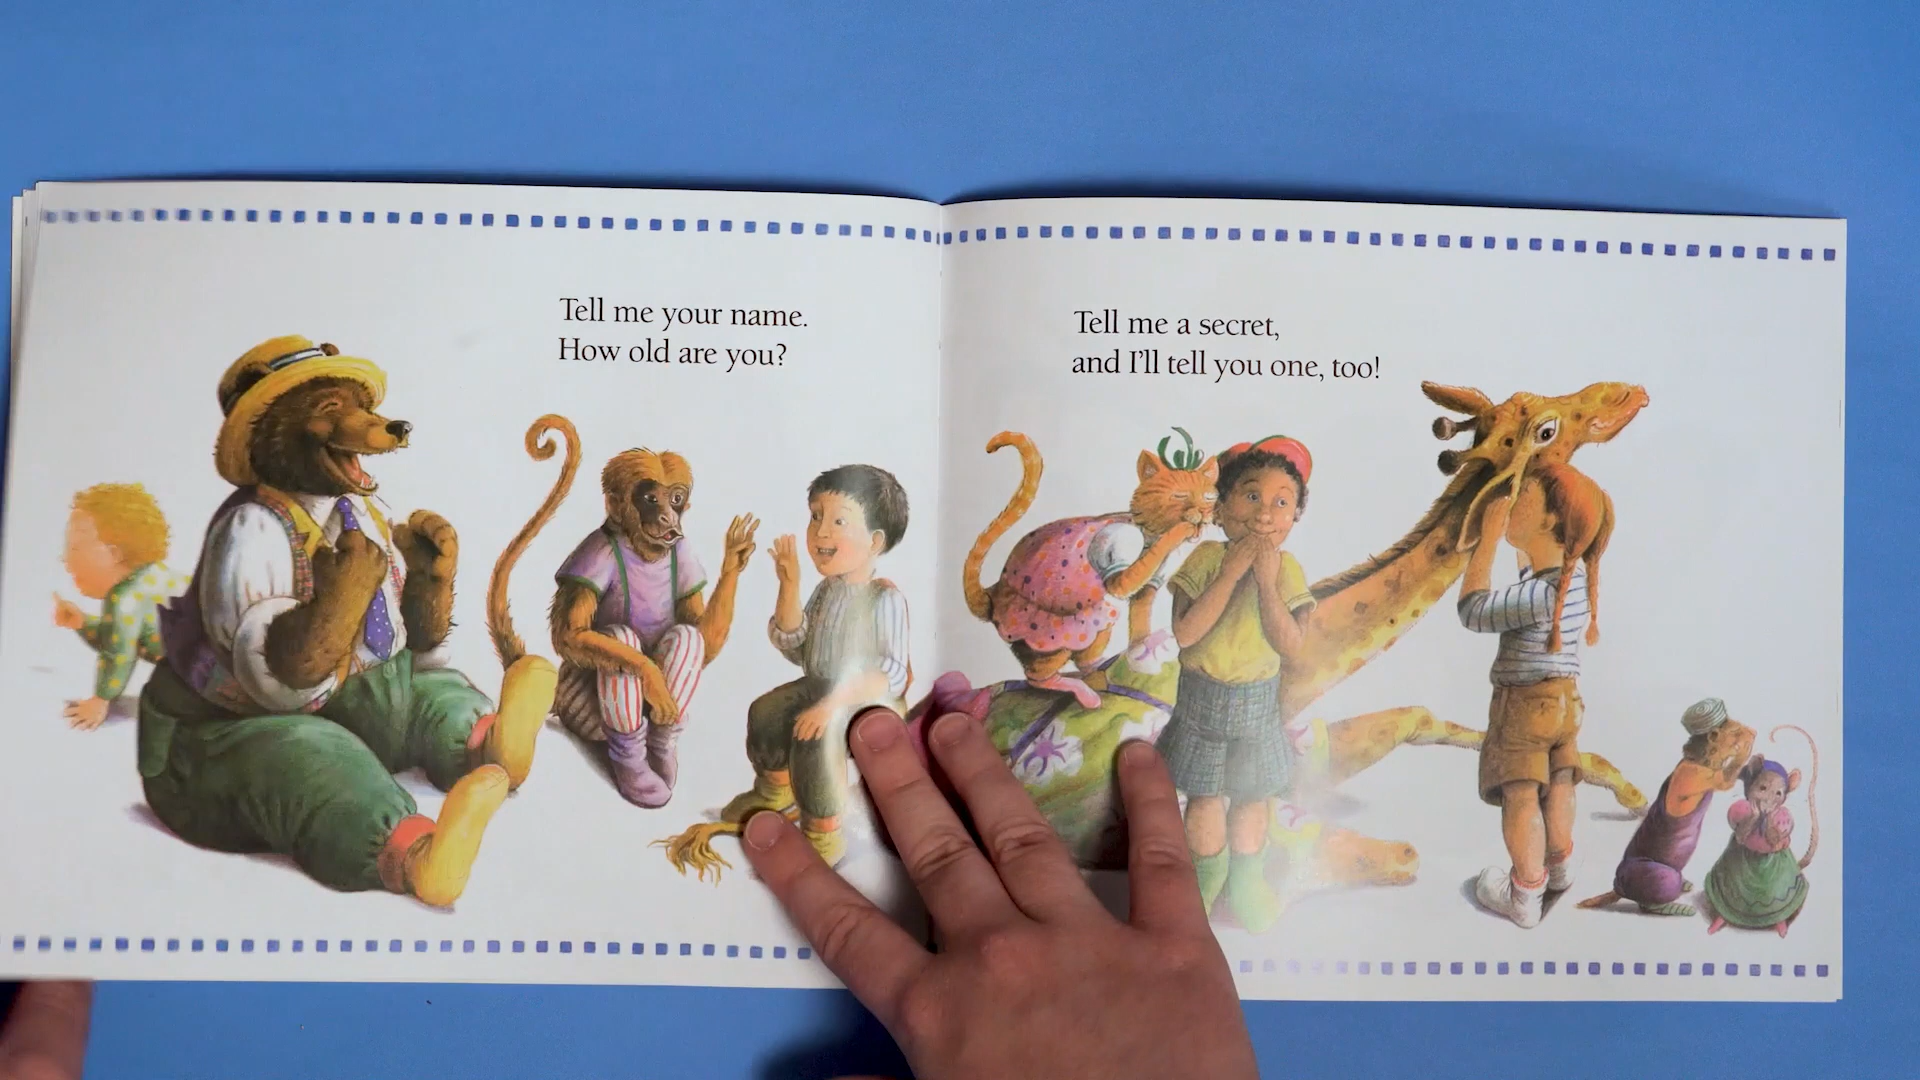 Tell me your name.
How old are you?
Tell me a secret,
and I'll tell you one, too!